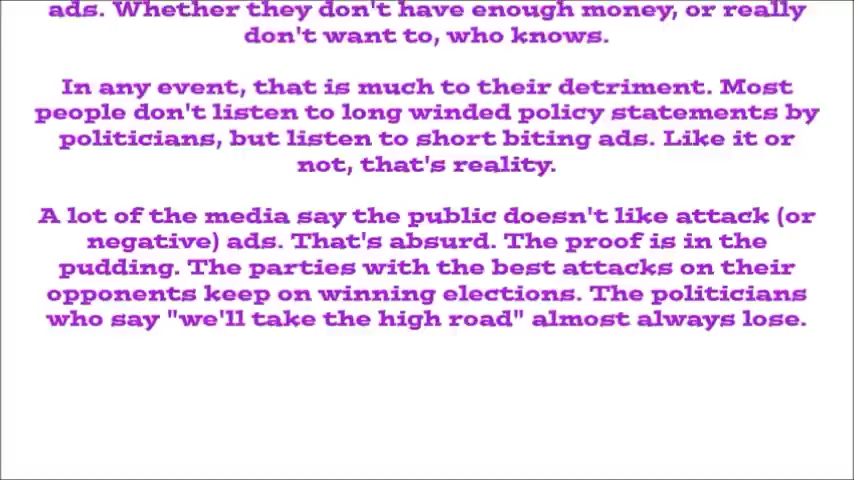 ads. Whether they don't have enough money, or really
don't want to, who knows.
In any event, that is much to their detriment. Most
people don't listen to long winded policy statements by
politicians, but listen to short biting ads. Like it or
not, that's reality.
A lot of the media say the public doesn't like attack (or
negative) ads. That's absurd. The proof is in the
pudding. The parties with the best attacks on their
opponents keep on winning elections. The politicians
who say "we'll take the high road" almost always lose.